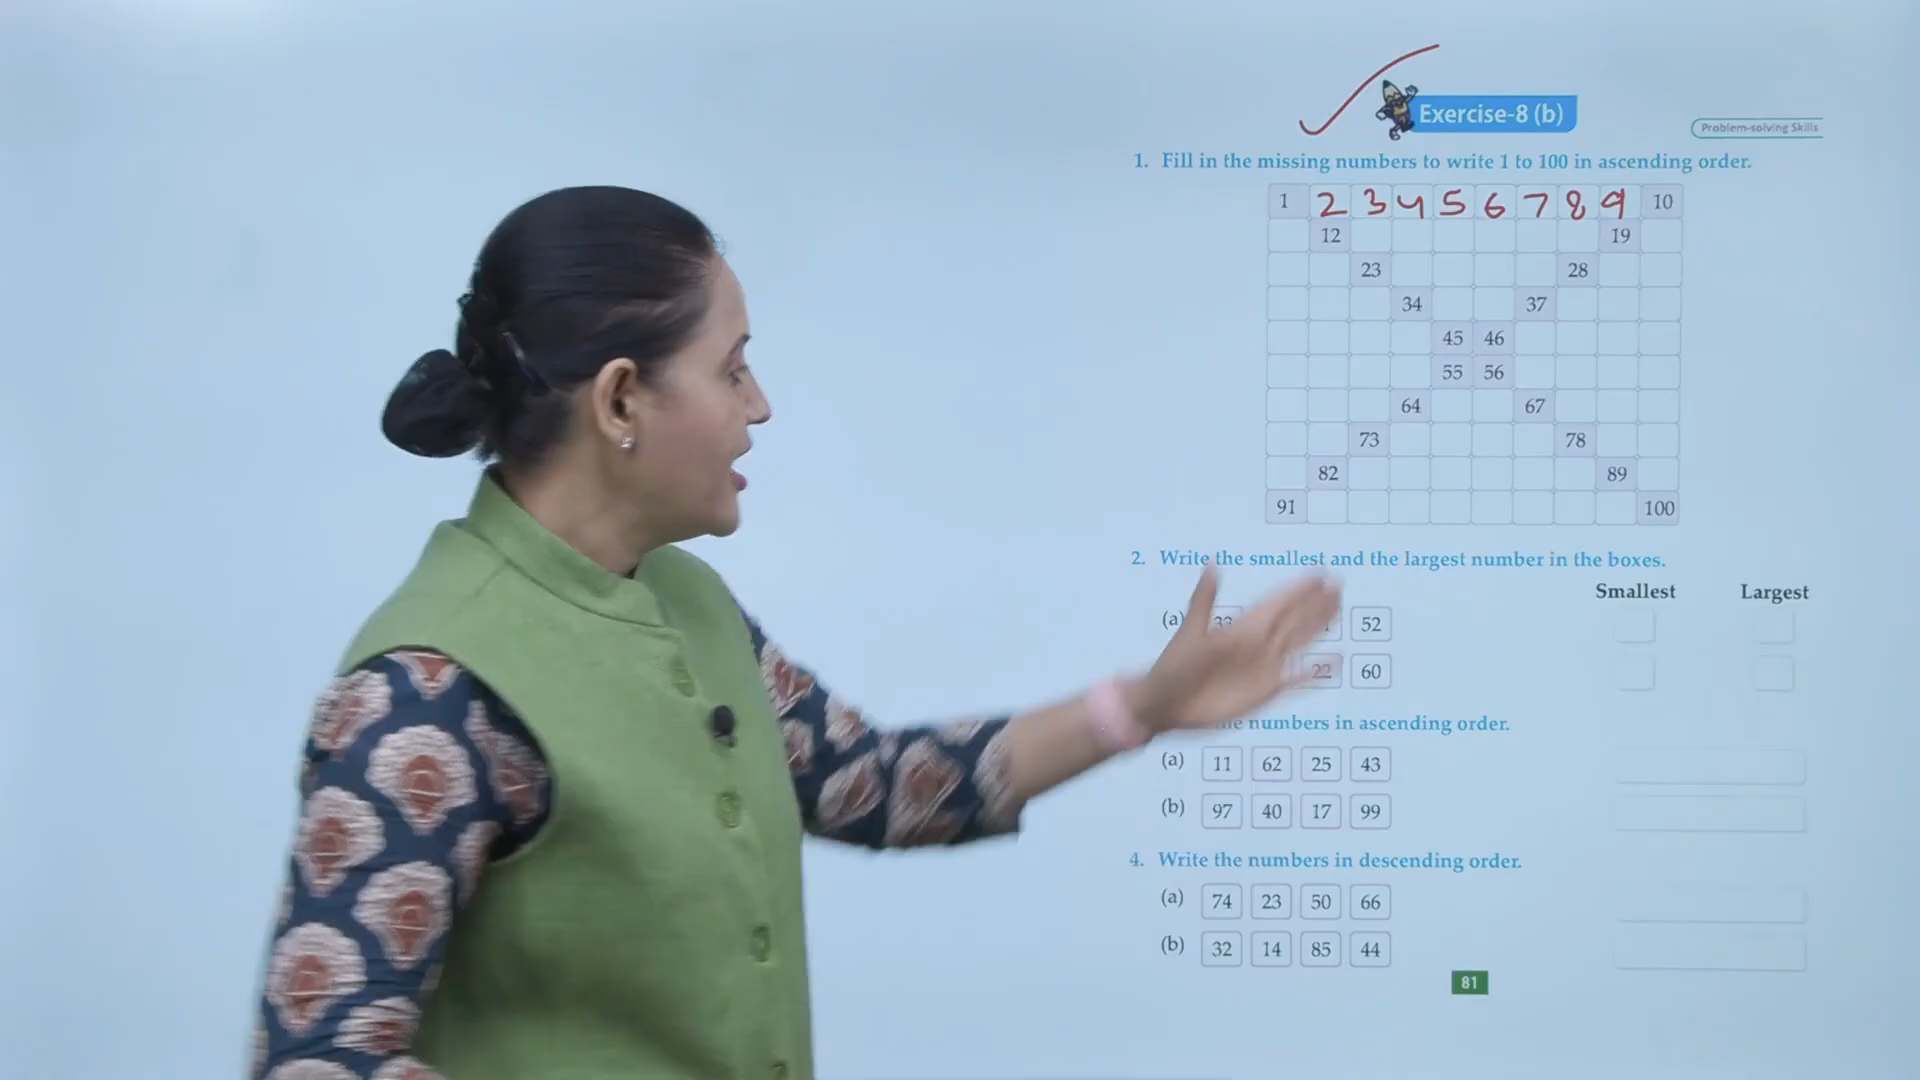 Exercise-8 (b)
Problem-solving Skills
1. Fill in the missing numbers to write 1 to 100 in ascending order.
1 2 3 4 5 6 7 8 9 10
12 19
23 28
34 37
45 46
55 56
64 67
73 78
82 89
91 100
2. Write the smallest and the largest number in the boxes.
Smallest Largest
(a) 52
22 60
numbers in ascending order.
(a) 11 62 25 43
(b) 97 40 17 99
4. Write the numbers in descending order.
(a) 74 23 50 66
(b) 32 14 85 44
81